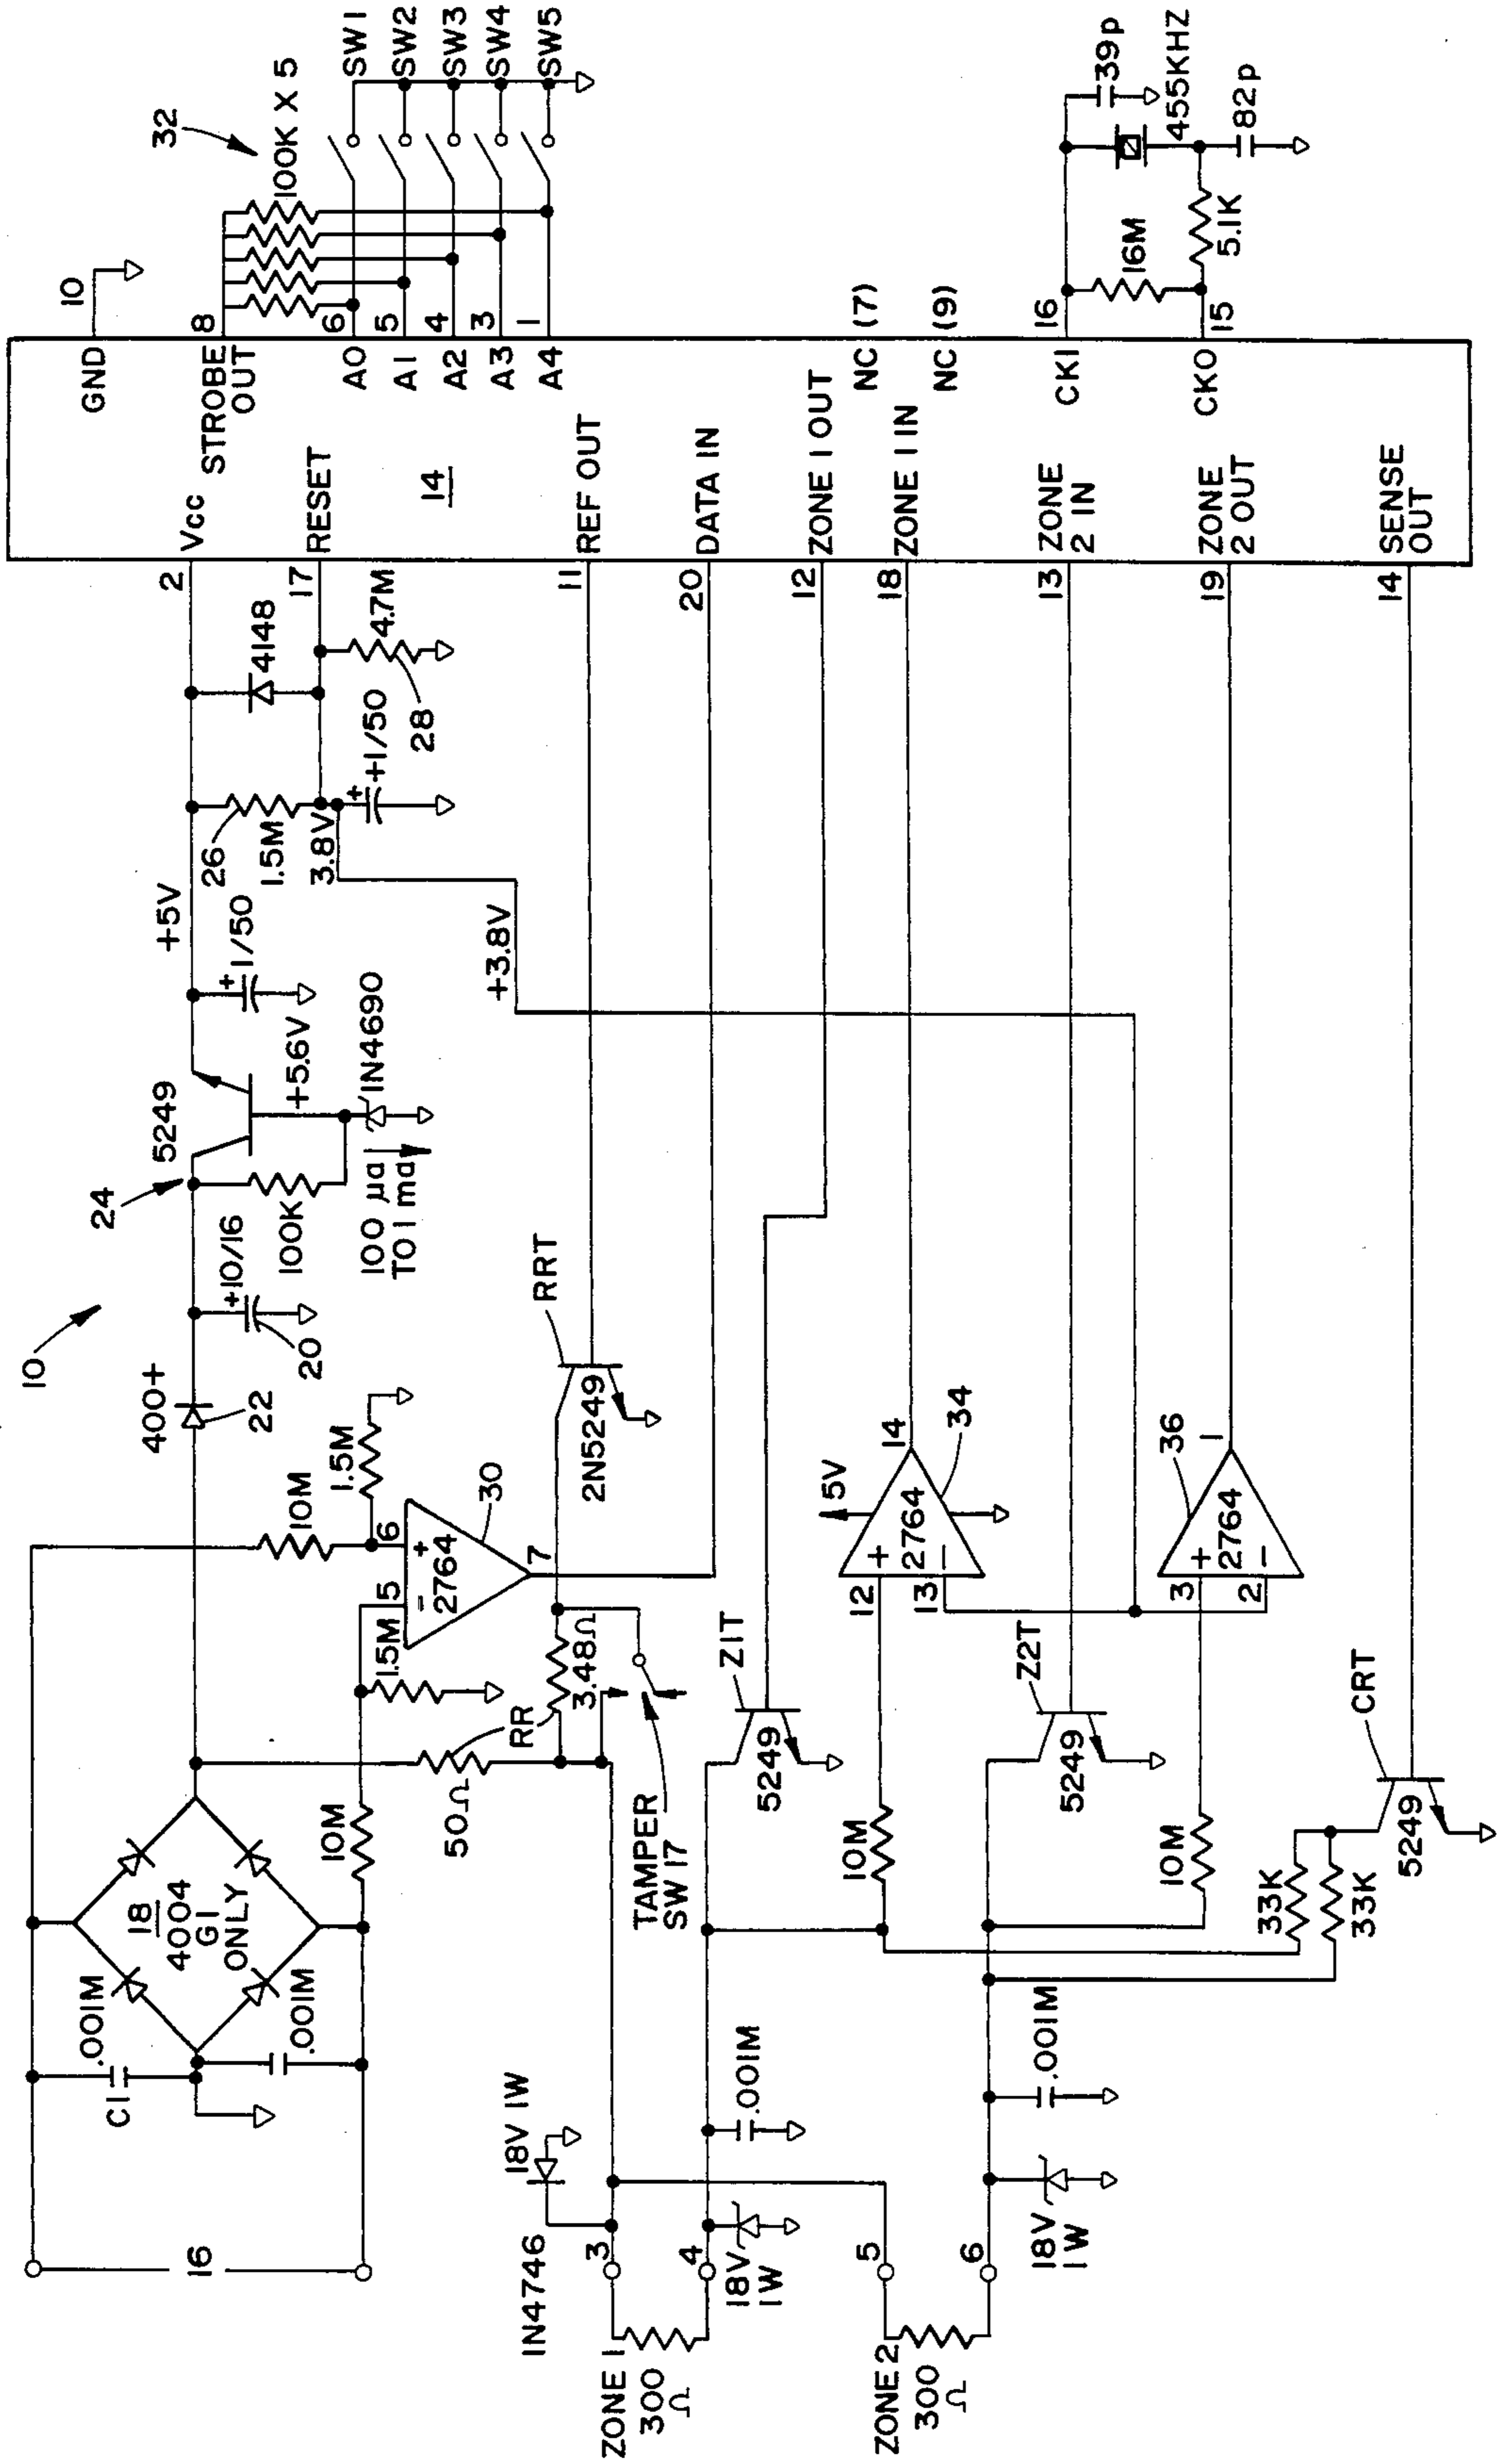 10
16
C1
.001M
.001M
18
4004
GI
ONLY
10M
1.5M
50Ω
RR
3.48Ω
TAMPER
SW 17
10M
1.5M
5
6
7
-
+
2764
30
400+
22
+10/16
20
24
100K
5249
+5.6V
IN4690
100 µa
TO 1 ma
+
1/50
+5V
26
1.5M
3.8V
+
+1/50
28
4.7M
4148
+3.8V
RRT
2N5249
ZONE 1
300
Ω
IN4746
18V 1W
3
4
18V
1W
.001M
ZONE 2
300
Ω
5
6
18V
1W
.001M
Z1T
5249
10M
12
13
+
-
2764
5V
14
34
Z2T
5249
10M
3
2
+
-
2764
36
1
33K
33K
CRT
5249
2
17
11
20
12
18
13
19
14
Vcc
RESET
14
REF OUT
DATA IN
ZONE 1 OUT
ZONE 1 IN
ZONE
2 IN
ZONE
2 OUT
SENSE
OUT
GND
STROBE
OUT
A0
A1
A2
A3
A4
NC (7)
NC (9)
CK1
CKO
10
8
6
5
4
3
1
16
15
32
100K X 5
SW1
SW2
SW3
SW4
SW5
16M
5.1K
39p
455KHZ
82p